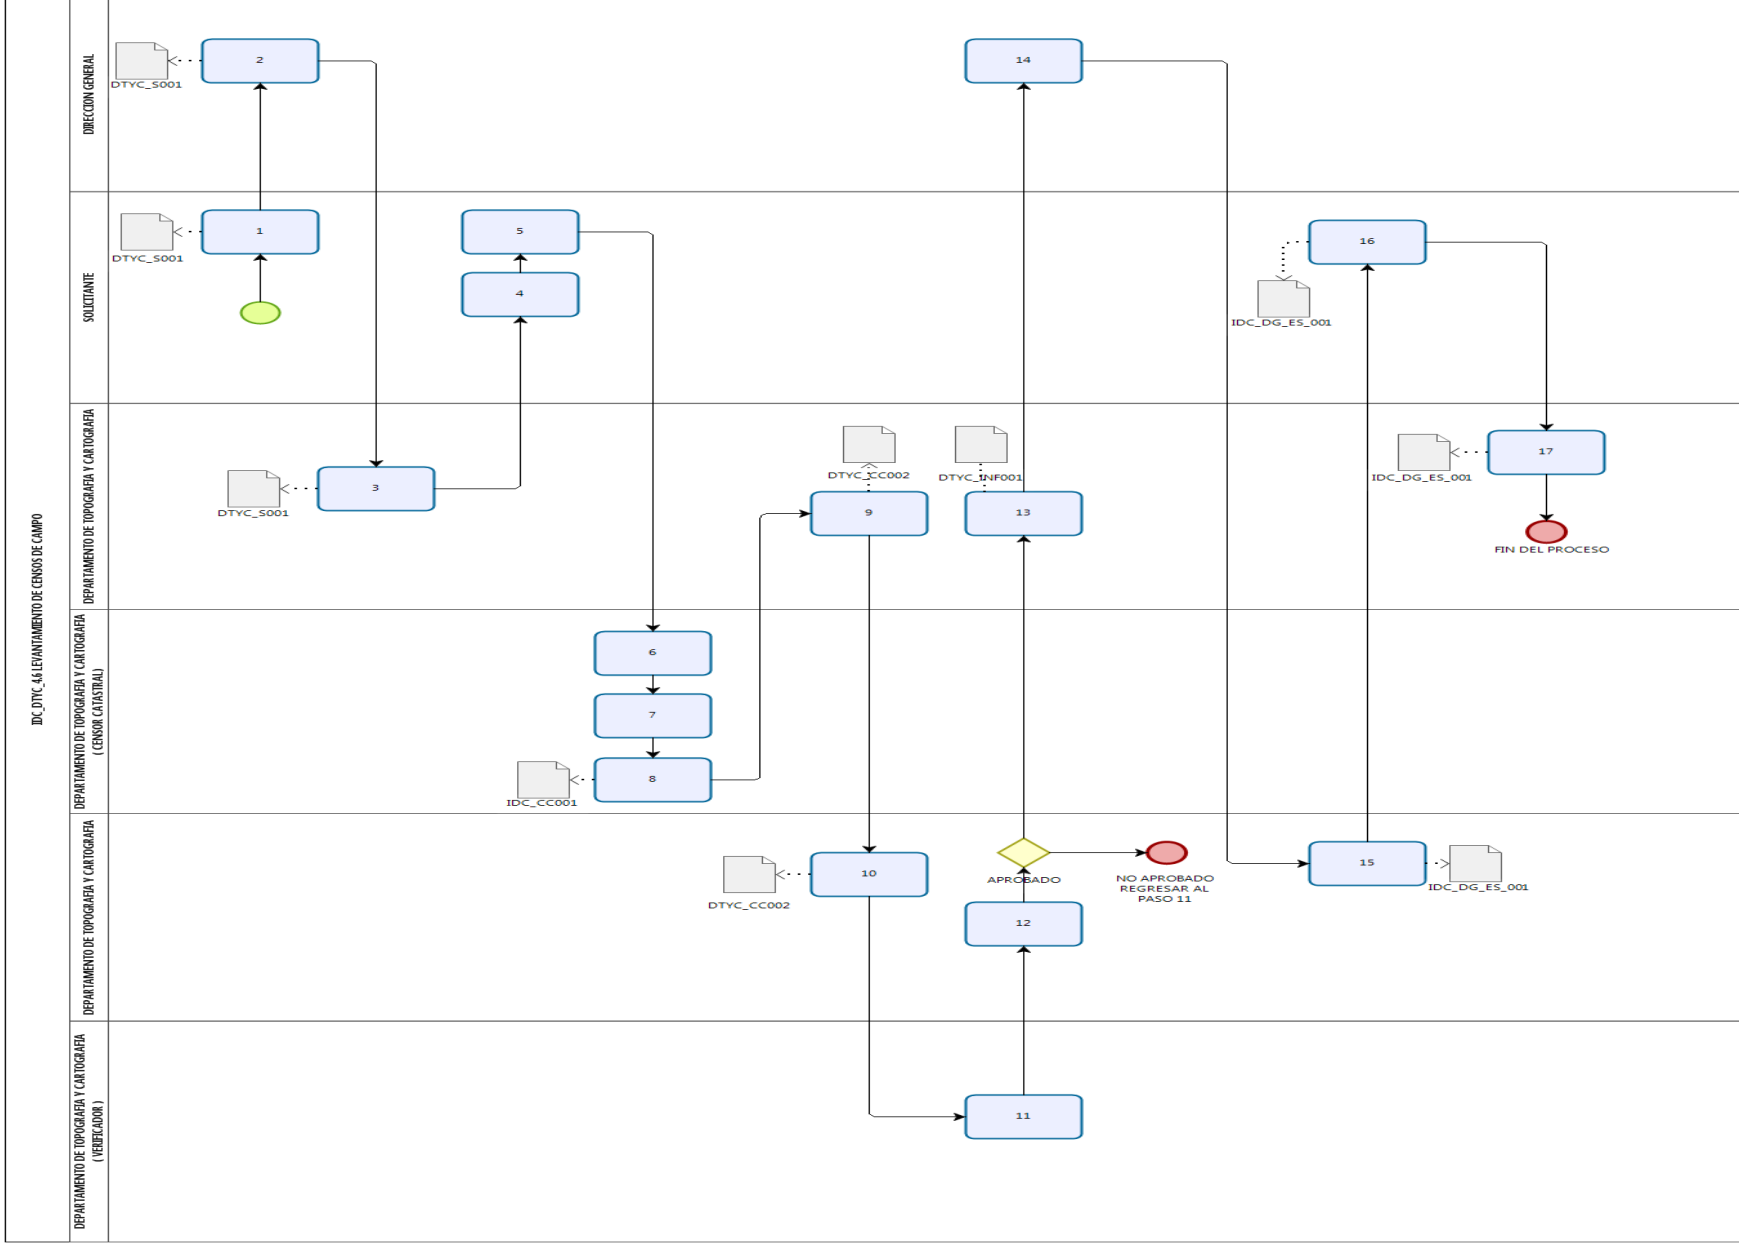 IDC_DTYC_4.6 LEVANTAMIENTO DE CENSOS DE CAMPO
DIRECCION GENERAL
2
DTYC_S001
14
SOLICITANTE
1
DTYC_S001
5
4
16
IDC_DG_ES_001
DEPARTAMENTO DE TOPOGRAFIA Y CARTOGRAFIA
3
DTYC_S001
DTYC_CC002
9
DTYC_INF001
13
17
IDC_DG_ES_001
FIN DEL PROCESO
DEPARTAMENTO DE TOPOGRAFIA Y CARTOGRAFIA
( CENSOR CATASTRAL)
6
7
8
IDC_CC001
DEPARTAMENTO DE TOPOGRAFIA Y CARTOGRAFIA
10
DTYC_CC002
APROBADO
NO APROBADO
REGRESAR AL
PASO 11
12
15
IDC_DG_ES_001
DEPARTAMENTO DE TOPOGRAFIA Y CARTOGRAFIA
( VERIFICADOR )
11